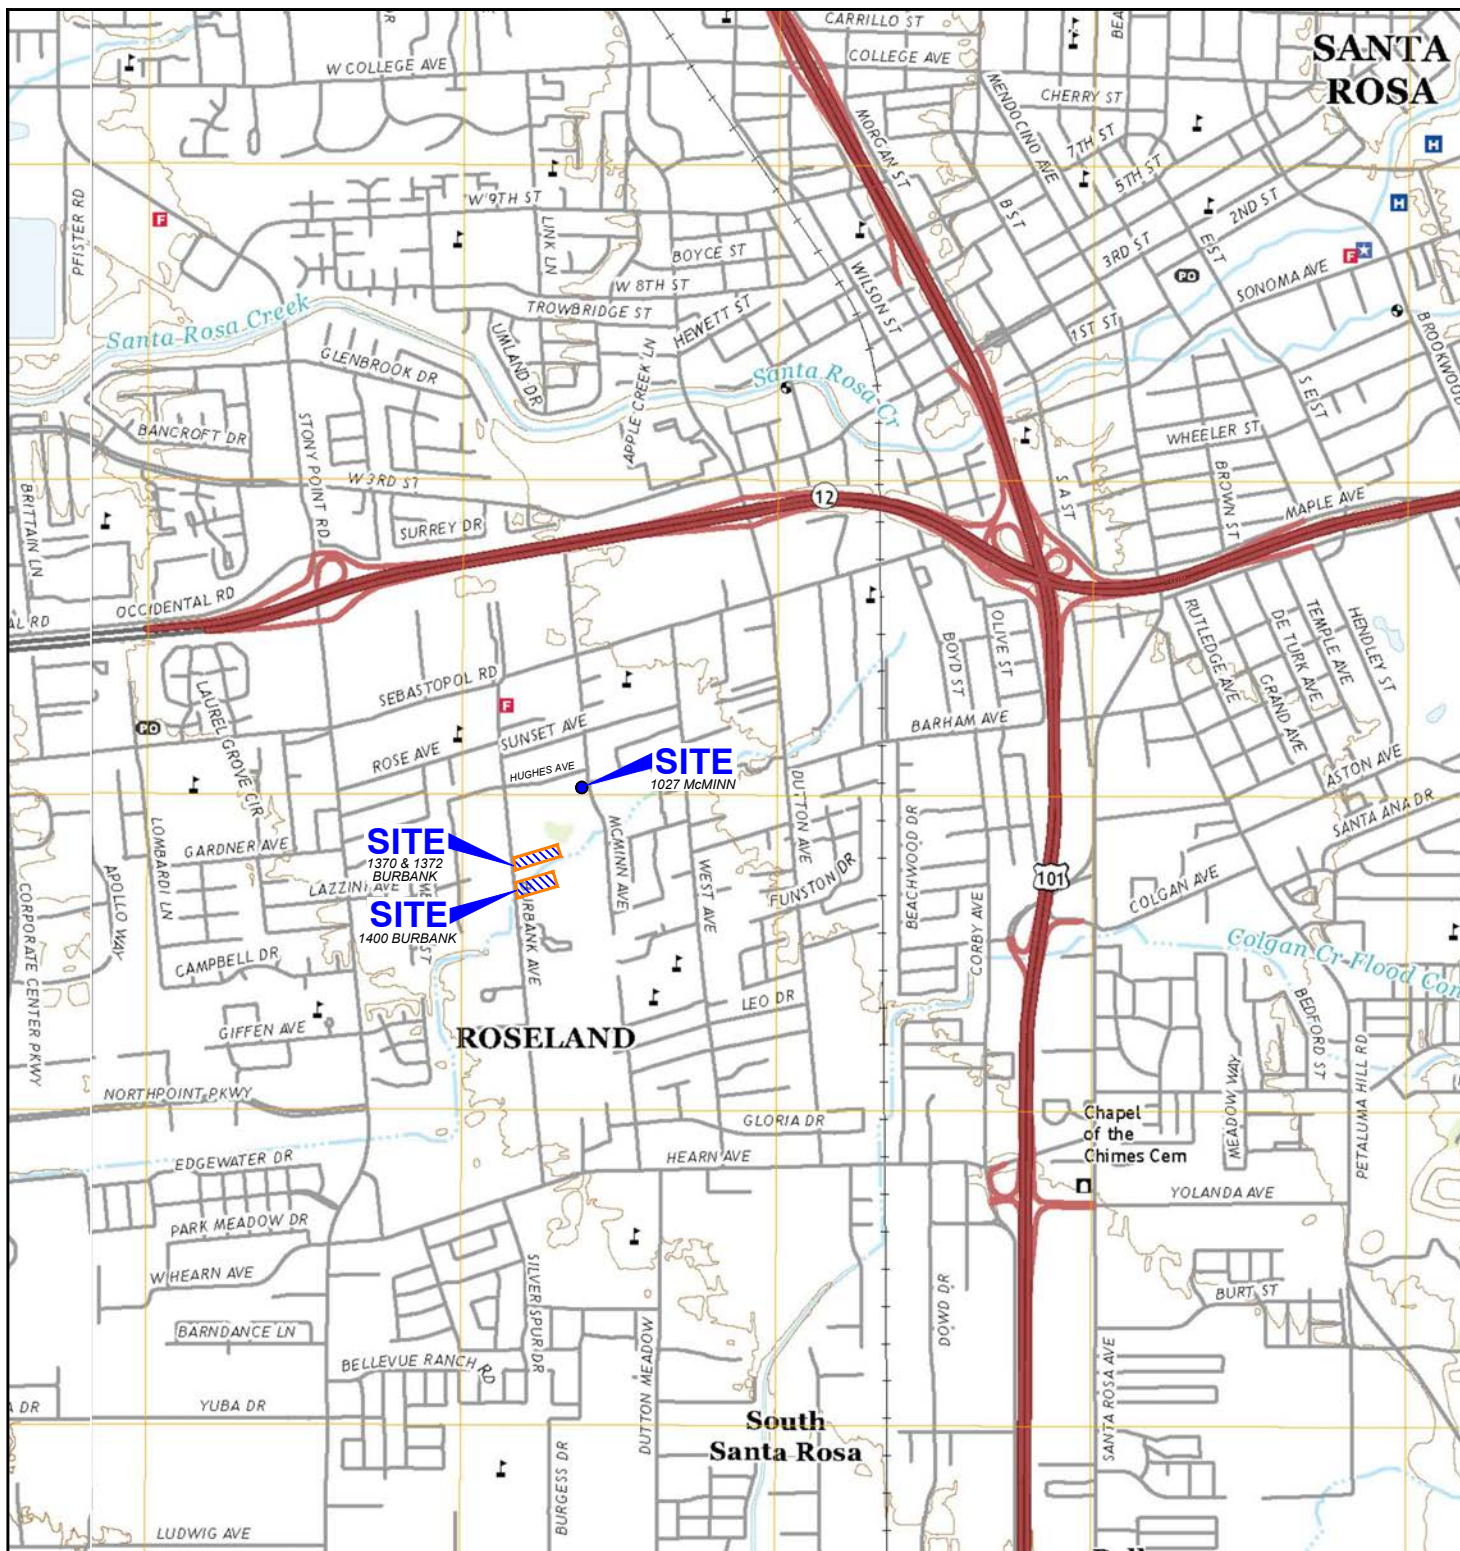 CARRILLO ST
COLLEGE AVE
W COLLEGE AVE
SANTA
ROSA
CHERRY ST
MENDOCINO AVE
MORGAN ST
7TH ST
5TH ST
H
PFISTER RD
F
W 9TH ST
LINK LN
B ST
2ND ST
H
E ST
3RD ST
BOYCE ST
F
PO
SONOMA AVE
W 8TH ST
WILSON ST
TROWBRIDGE ST
HEWETT ST
1ST ST
BROOKWOOD
Santa Rosa Creek
UMLAND DR
GLENBROOK DR
APPLE CREEK LN
Santa Rosa Cr
S E ST
BANCROFT DR
STONY POINT RD
WHEELER ST
W 3RD ST
BROWN ST
12
S A ST
MAPLE AVE
BRITTAIN LN
SURREY DR
OCCIDENTAL RD
AL RD
RUTLEDGE AVE
DE TURK AVE
TEMPLE AVE
HENDLEY ST
OLIVE ST
BOYD ST
SEBASTOPOL RD
GRAND AVE
LAUREL GROVE CIR
F
PO
SUNSET AVE
BARHAM AVE
ROSE AVE
HUGHES AVE
SITE
1027 McMINN
ASTON AVE
DUTTON AVE
SANTA ANA DR
BEACHWOOD DR
LOMBARDI LN
GARDNER AVE
SITE
1370 & 1372
BURBANK
MCMINN AVE
WEST AVE
FUNSTON DR
101
COLGAN AVE
APOLLO WAY
CORPORATE CENTER PKWY
LAZZINI AVE
SITE
1400 BURBANK
BURBANK AVE
CORBY AVE
Colgan Cr Flood Con
CAMPBELL DR
LEO DR
BEDFORD ST
GIFFEN AVE
ROSELAND
PETALUMA HILL RD
MEADOW WAY
NORTHPOINT PKWY
Chapel
of the
Chimes Cem
GLORIA DR
EDGEWATER DR
HEARN AVE
YOLANDA AVE
PARK MEADOW DR
W HEARN AVE
SILVER SPUR DR
BURT ST
DOWD DR
BARNDANCE LN
BELLEVUE RANCH RD
DUTTON MEADOW
SANTA ROSA AVE
A DR
YUBA DR
South
Santa Rosa
BURGESS DR
LUDWIG AVE